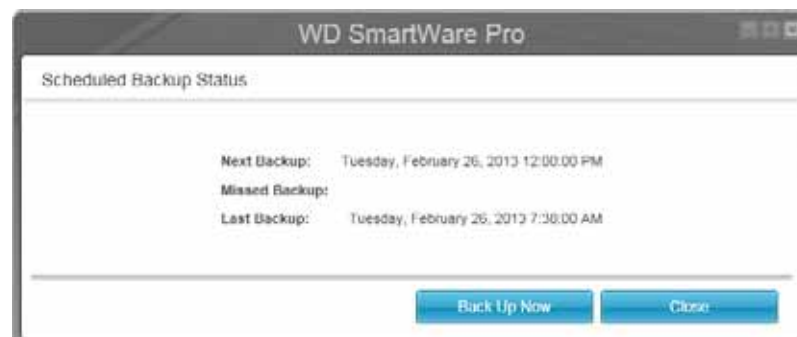 WD SmartWare Pro
Scheduled Backup Status
Next Backup: Tuesday, February 26, 2013 12:00:00 PM
Missed Backup:
Last Backup: Tuesday, February 26, 2013 7:30:00 AM
Back Up Now
Close